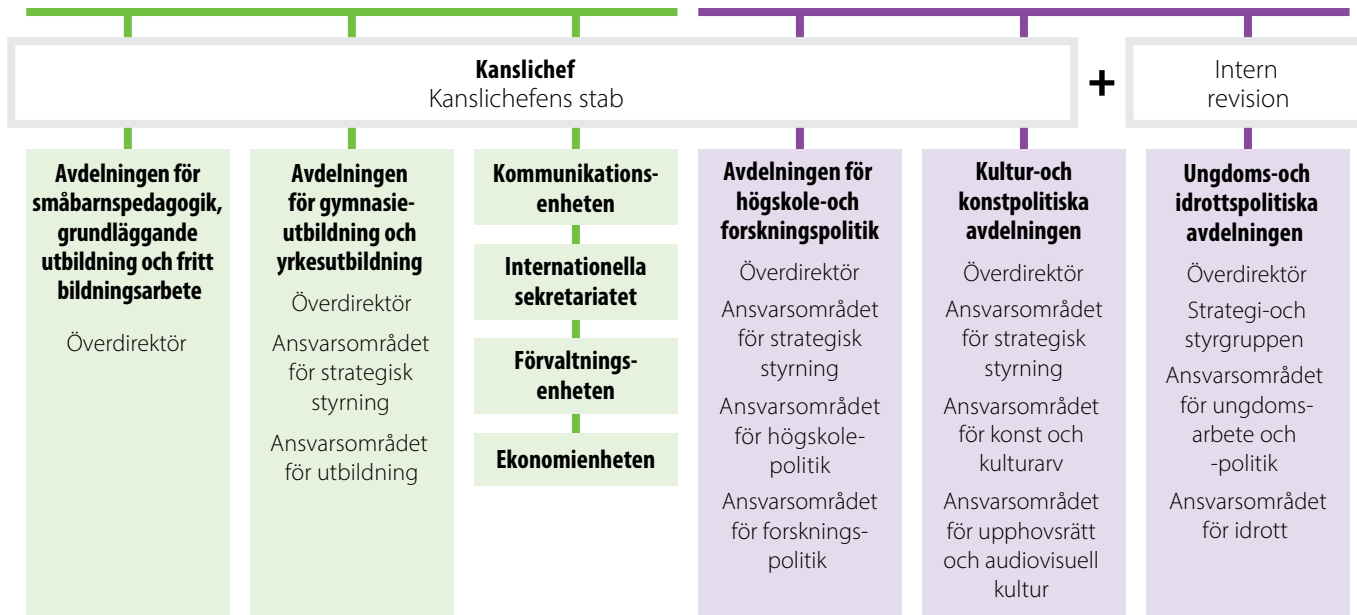 Kanslichef
Kanslichefens stab
+
Intern
revision
Avdelningen för
småbarnspedagogik,
grundläggande
utbildning och fritt
bildningsarbete
Överdirektör
Avdelningen
för gymnasie-
utbildning och
yrkesutbildning
Överdirektör
Ansvarsområdet
för strategisk
styrning
Ansvarsområdet
för utbildning
Kommunikations-
enheten
Internationella
sekretariatet
Förvaltnings-
enheten
Ekonomienheten
Avdelningen för
högskole-och
forskningspolitik
Överdirektör
Ansvarsområdet
för strategisk
styrning
Ansvarsområdet
för högskole-
politik
Ansvarsområdet
för forsknings-
politik
Kultur-och
konstpolitiska
avdelningen
Överdirektör
Ansvarsområdet
för strategisk
styrning
Ansvarsområdet
för konst och
kulturarv
Ansvarsområdet
för upphovsrätt
och audiovisuell
kultur
Ungdoms-och
idrottspolitiska
avdelningen
Överdirektör
Strategi-och
styrgruppen
Ansvarsområdet
för ungdoms-
arbete och
-politik
Ansvarsområdet
för idrott